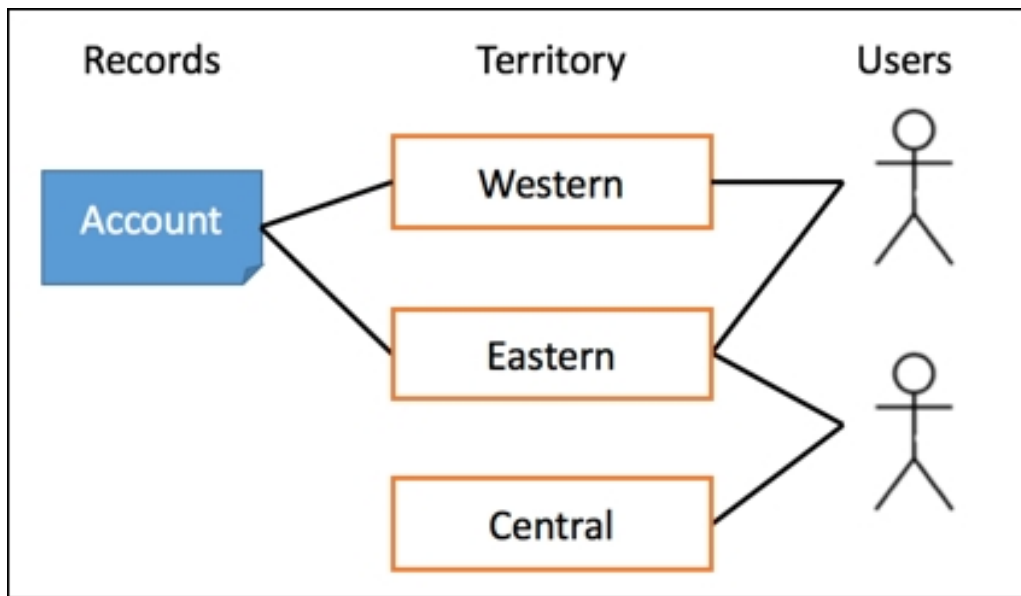 Records
Territory
Users
Account
Western
Eastern
Central